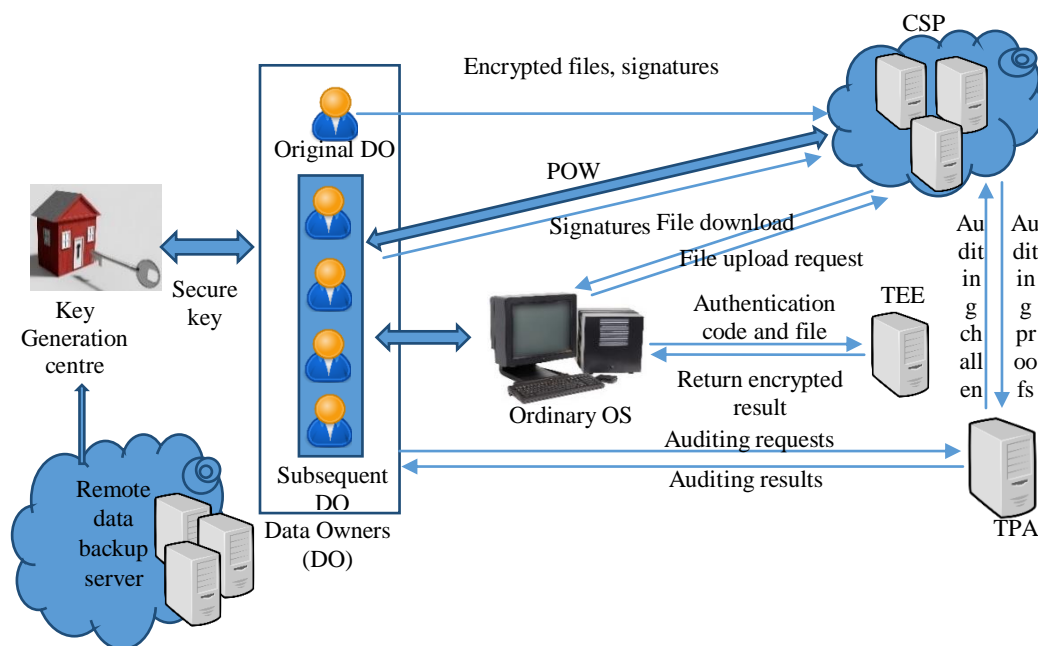 CSP
Encrypted files, signatures
Original DO
POW
Signatures
File download
File upload request
Au
dit
in
g
ch
all
en
Au
dit
in
g
pr
oo
fs
Secure
key
Key
Generation
centre
Authentication
code and file
TEE
Return encrypted
result
Ordinary OS
Auditing requests
Auditing results
Subsequent
DO
Data Owners
(DO)
TPA
Remote
data
backup
server